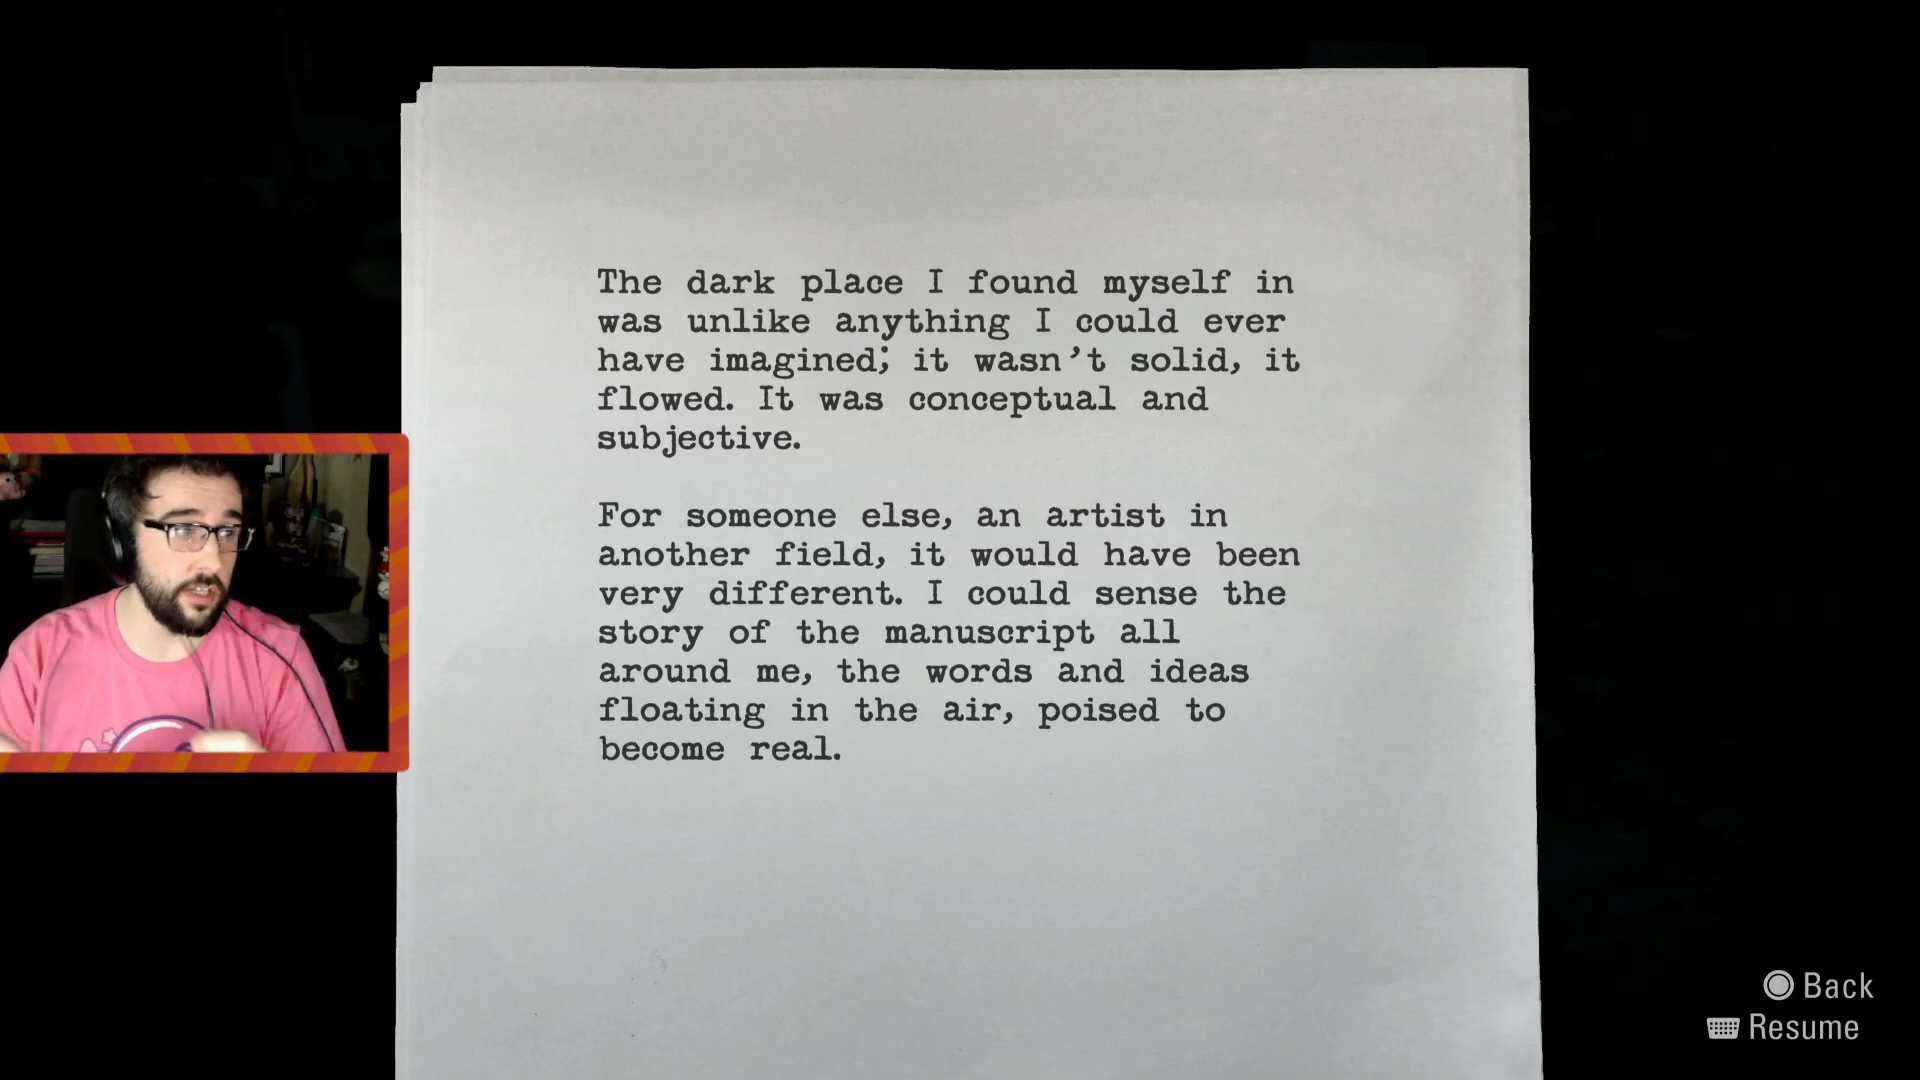 The dark place I found myself in
was unlike anything I could ever
have imagined; it wasn't solid, it
flowed. It was conceptual and
subjective.
For someone else, an artist in
another field, it would have been
very different. I could sense the
story of the manuscript all
around me, the words and ideas
floating in the air, poised to
become real.
Back
Resume